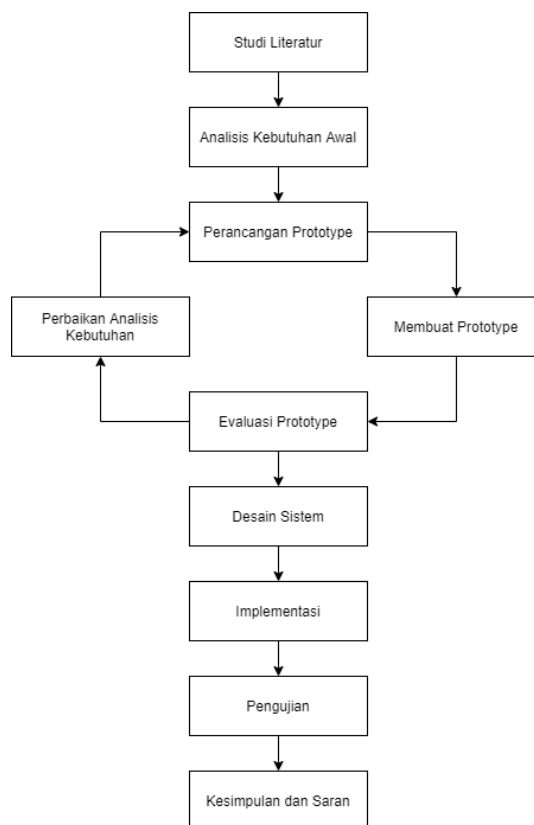 Studi Literatur
Analisis Kebutuhan Awal
Perancangan Prototype
Perbaikan Analisis
Kebutuhan
Membuat Prototype
Evaluasi Prototype
Desain Sistem
Implementasi
Pengujian
Kesimpulan dan Saran